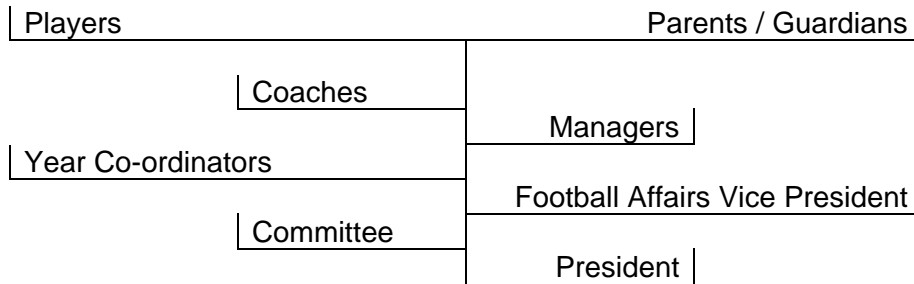 Players Parents / Guardians
Coaches
Managers
Year Co-ordinators
Football Affairs Vice President
Committee
President